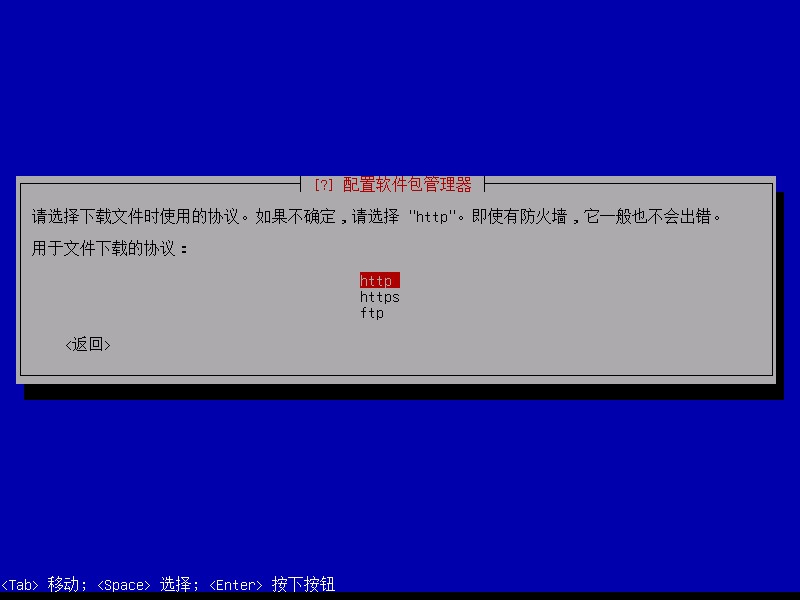 [?] 配置软件包管理器
请选择下载文件时使用的协议。如果不确定，请选择 "http"。即使有防火墙，它一般也不会出错。
用于文件下载的协议：
http
https
ftp
<返回>
<Tab> 移动; <Space> 选择; <Enter> 按下按钮